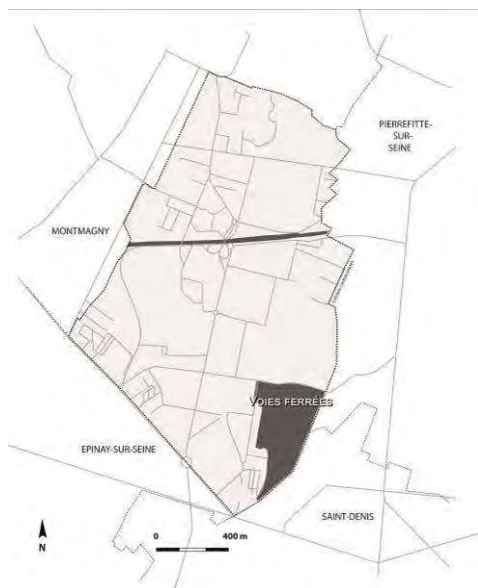 PIERREFITTE-
SUR-
SEINE
MONTMAGNY
VOIES FERRÉES
EPINAY-SUR-SEINE
SAINT-DENIS
N
0 400 m